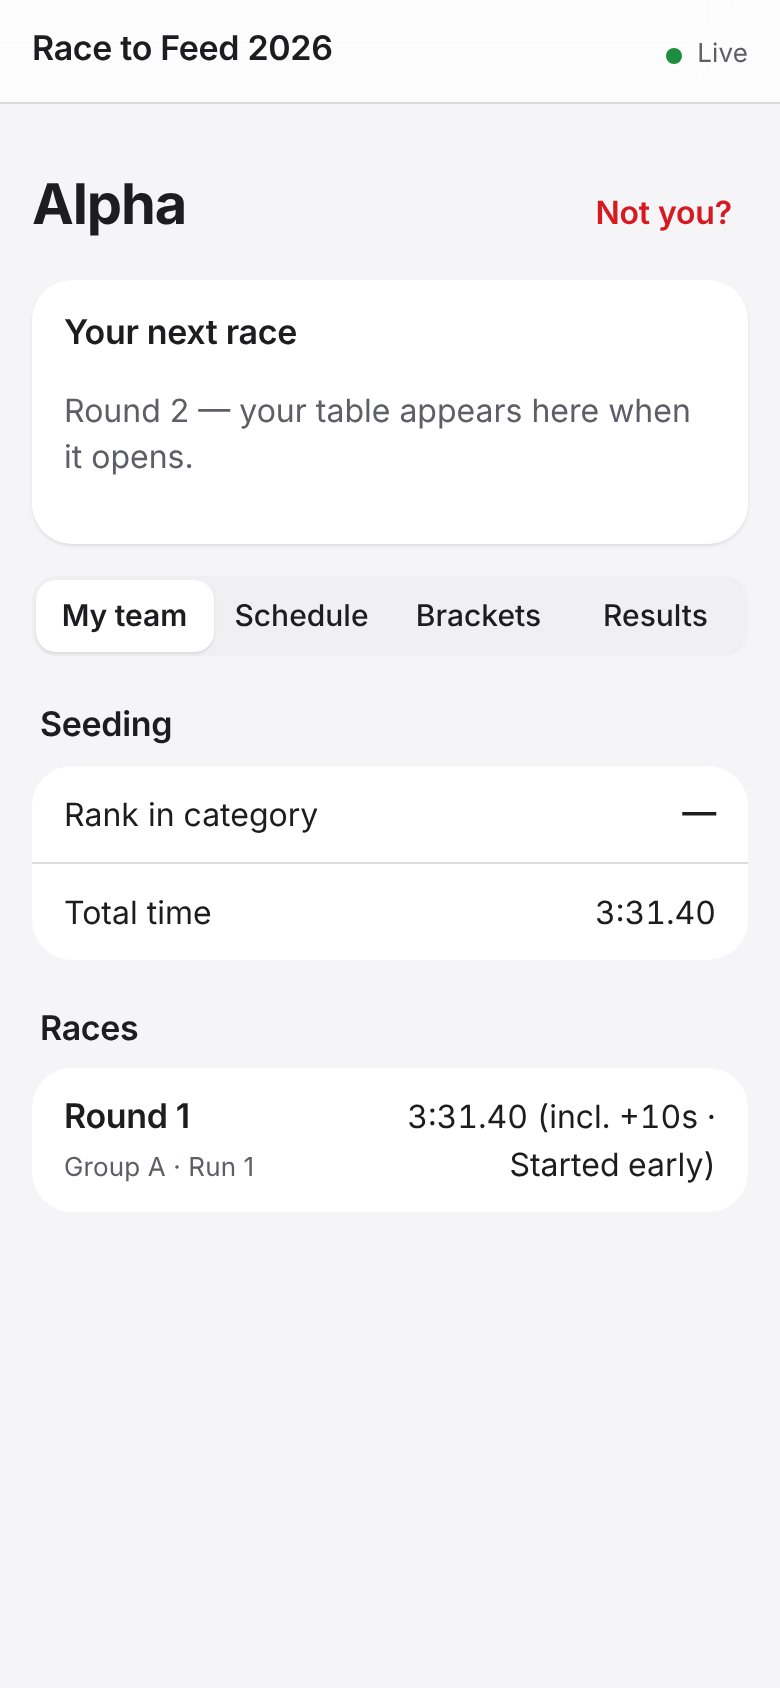 Race to Feed 2026
Live
Alpha
Not you?
Your next race
Round 2 — your table appears here when
it opens.
My team
Schedule
Brackets
Results
Seeding
Rank in category
—
Total time
3:31.40
Races
Round 1
3:31.40 (incl. +10s ·
Started early)
Group A · Run 1